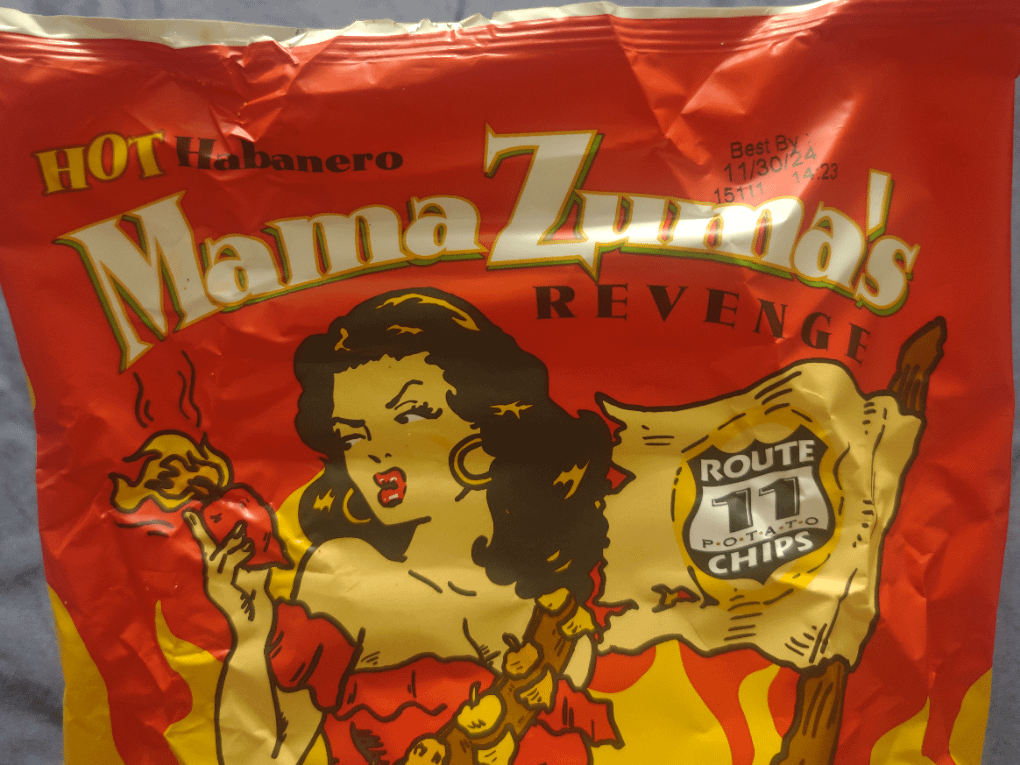 HOT Habanero
Mama Zuma's
REVENGE
Best By:
11/30/24
15111 14:23
ROUTE
11
P•O•T•A•T•O
CHIPS